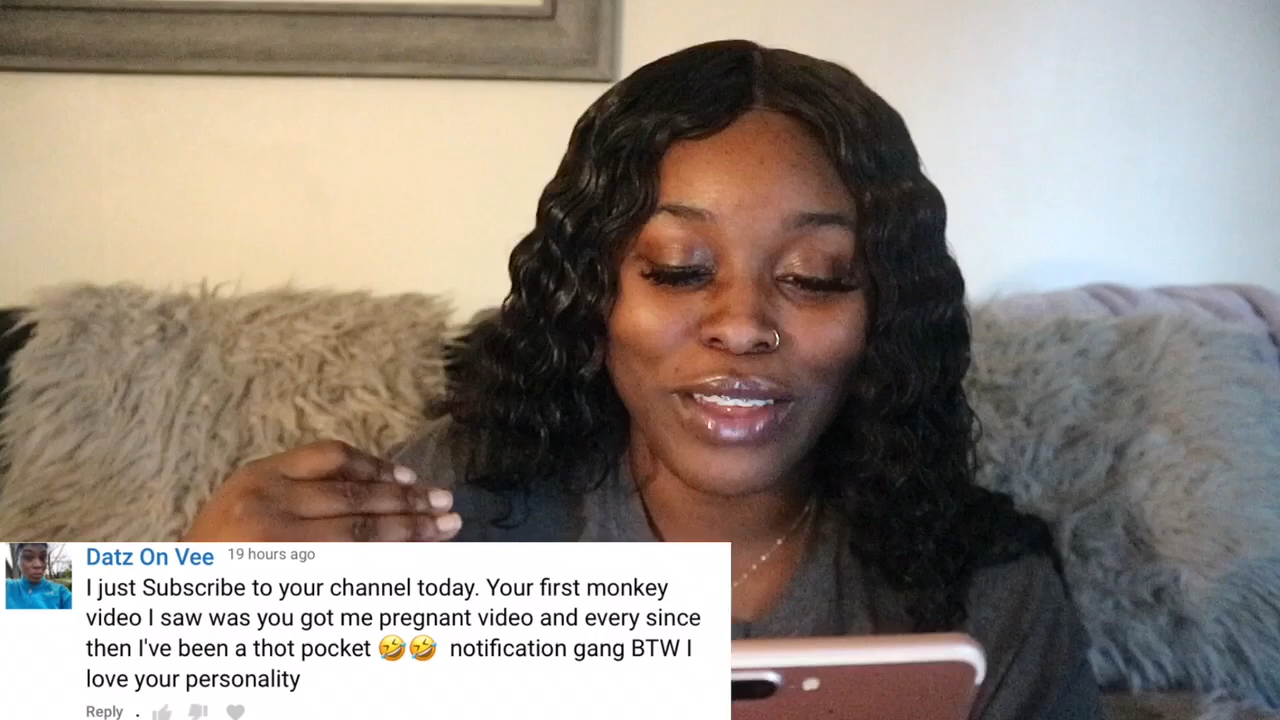 Datz On Vee 19 hours ago
I just Subscribe to your channel today. Your first monkey
video I saw was you got me pregnant video and every since
then I've been a thot pocket 🤣🤣 notification gang BTW I
love your personality
Reply